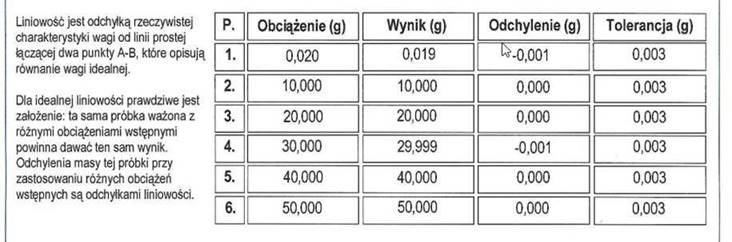 Liniowość jest odchyłką rzeczywistej
charakterystyki wagi od linii prostej
łączącej dwa punkty A-B, które opisują
równanie wagi idealnej.
Dla idealnej liniowości prawdziwe jest
założenie: ta sama próbka ważona z
różnymi obciążeniami wstępnymi
powinna dawać ten sam wynik.
Odchylenia masy tej próbki przy
zastosowaniu różnych obciążeń
wstępnych są odchyłkami liniowości.
P. Obciążenie (g) Wynik (g) Odchylenie (g) Tolerancja (g)
1. 0,020 0,019 -0,001 0,003
2. 10,000 10,000 0,000 0,003
3. 20,000 20,000 0,000 0,003
4. 30,000 29,999 -0,001 0,003
5. 40,000 40,000 0,000 0,003
6. 50,000 50,000 0,000 0,003